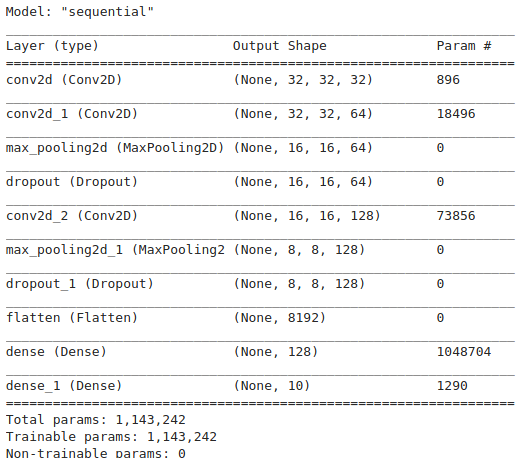 Model: "sequential"
Layer (type) Output Shape Param #
conv2d (Conv2D) (None, 32, 32, 32) 896
conv2d_1 (Conv2D) (None, 32, 32, 64) 18496
max_pooling2d (MaxPooling2D) (None, 16, 16, 64) 0
dropout (Dropout) (None, 16, 16, 64) 0
conv2d_2 (Conv2D) (None, 16, 16, 128) 73856
max_pooling2d_1 (MaxPooling2 (None, 8, 8, 128) 0
dropout_1 (Dropout) (None, 8, 8, 128) 0
flatten (Flatten) (None, 8192) 0
dense (Dense) (None, 128) 1048704
dense_1 (Dense) (None, 10) 1290
Total params: 1,143,242
Trainable params: 1,143,242
Non-trainable params: 0